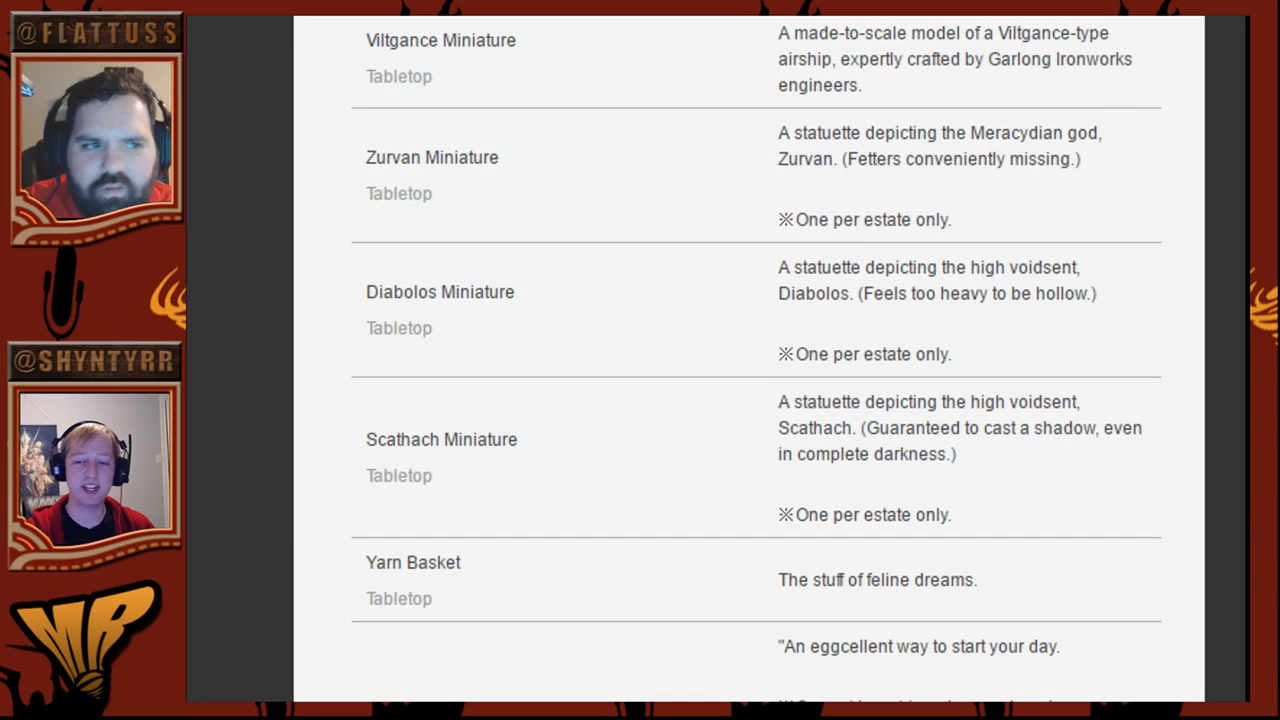 @FLATTUSS
@SHYNTYRR
MR
Viltgance Miniature
Tabletop
A made-to-scale model of a Viltgance-type
airship, expertly crafted by Garlong Ironworks
engineers.
Zurvan Miniature
Tabletop
A statuette depicting the Meracydian god,
Zurvan. (Fetters conveniently missing.)
※One per estate only.
Diabolos Miniature
Tabletop
A statuette depicting the high voidsent,
Diabolos. (Feels too heavy to be hollow.)
※One per estate only.
Scathach Miniature
Tabletop
A statuette depicting the high voidsent,
Scathach. (Guaranteed to cast a shadow, even
in complete darkness.)
※One per estate only.
Yarn Basket
Tabletop
The stuff of feline dreams.
"An eggcellent way to start your day.